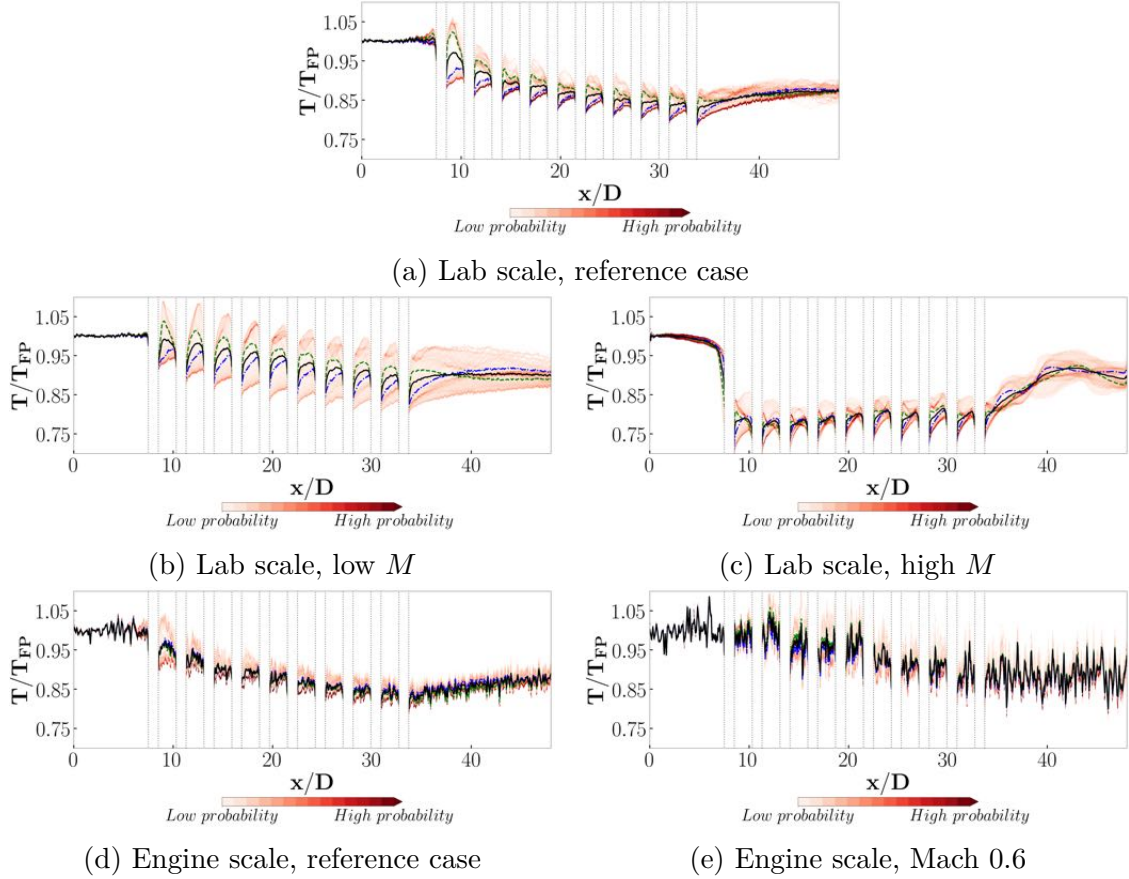 1.05
0.95
0.85
0.75
T/T_FP
0 10 20 30 40
x/D
Low probability High probability
(a) Lab scale, reference case
1.05
0.95
0.85
0.75
T/T_FP
0 10 20 30 40
x/D
Low probability High probability
(b) Lab scale, low M
1.05
0.95
0.85
0.75
T/T_FP
0 10 20 30 40
x/D
Low probability High probability
(c) Lab scale, high M
1.05
0.95
0.85
0.75
T/T_FP
0 10 20 30 40
x/D
Low probability High probability
(d) Engine scale, reference case
1.05
0.95
0.85
0.75
T/T_FP
0 10 20 30 40
x/D
Low probability High probability
(e) Engine scale, Mach 0.6